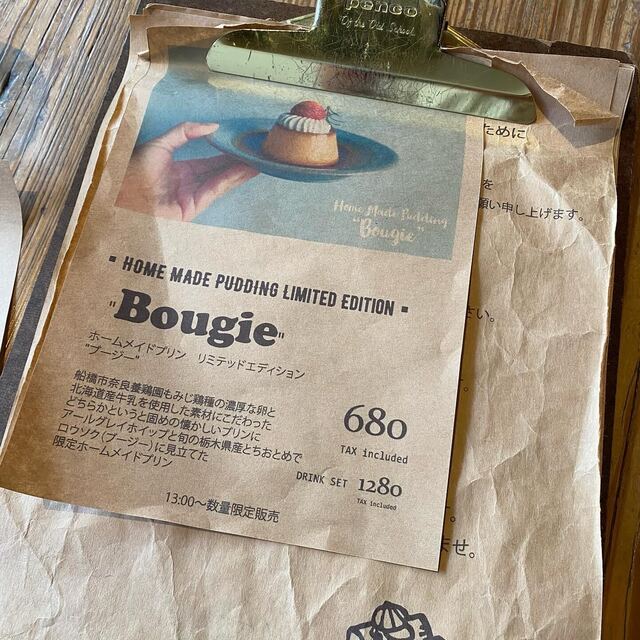 penco
Of the Old School.
ために
を
願い申し上げます。
Home Made Pudding
"Bougie"
▪ HOME MADE PUDDING LIMITED EDITION ▪
"Bougie"
ホームメイドプリン リミテッドエディション
"ブージー"
船橋市奈良養鶏園もみじ鶏種の濃厚な卵と
北海道産牛乳を使用した素材にこだわった
どちらかというと固めの懐かしいプリンに
アールグレイホイップと旬の栃木県産とちおとめで
ロウソク(ブージー)に見立てた
限定ホームメイドプリン
680
TAX included
DRINK SET 1280
TAX included
13:00〜数量限定販売
さい。
。
ませ。